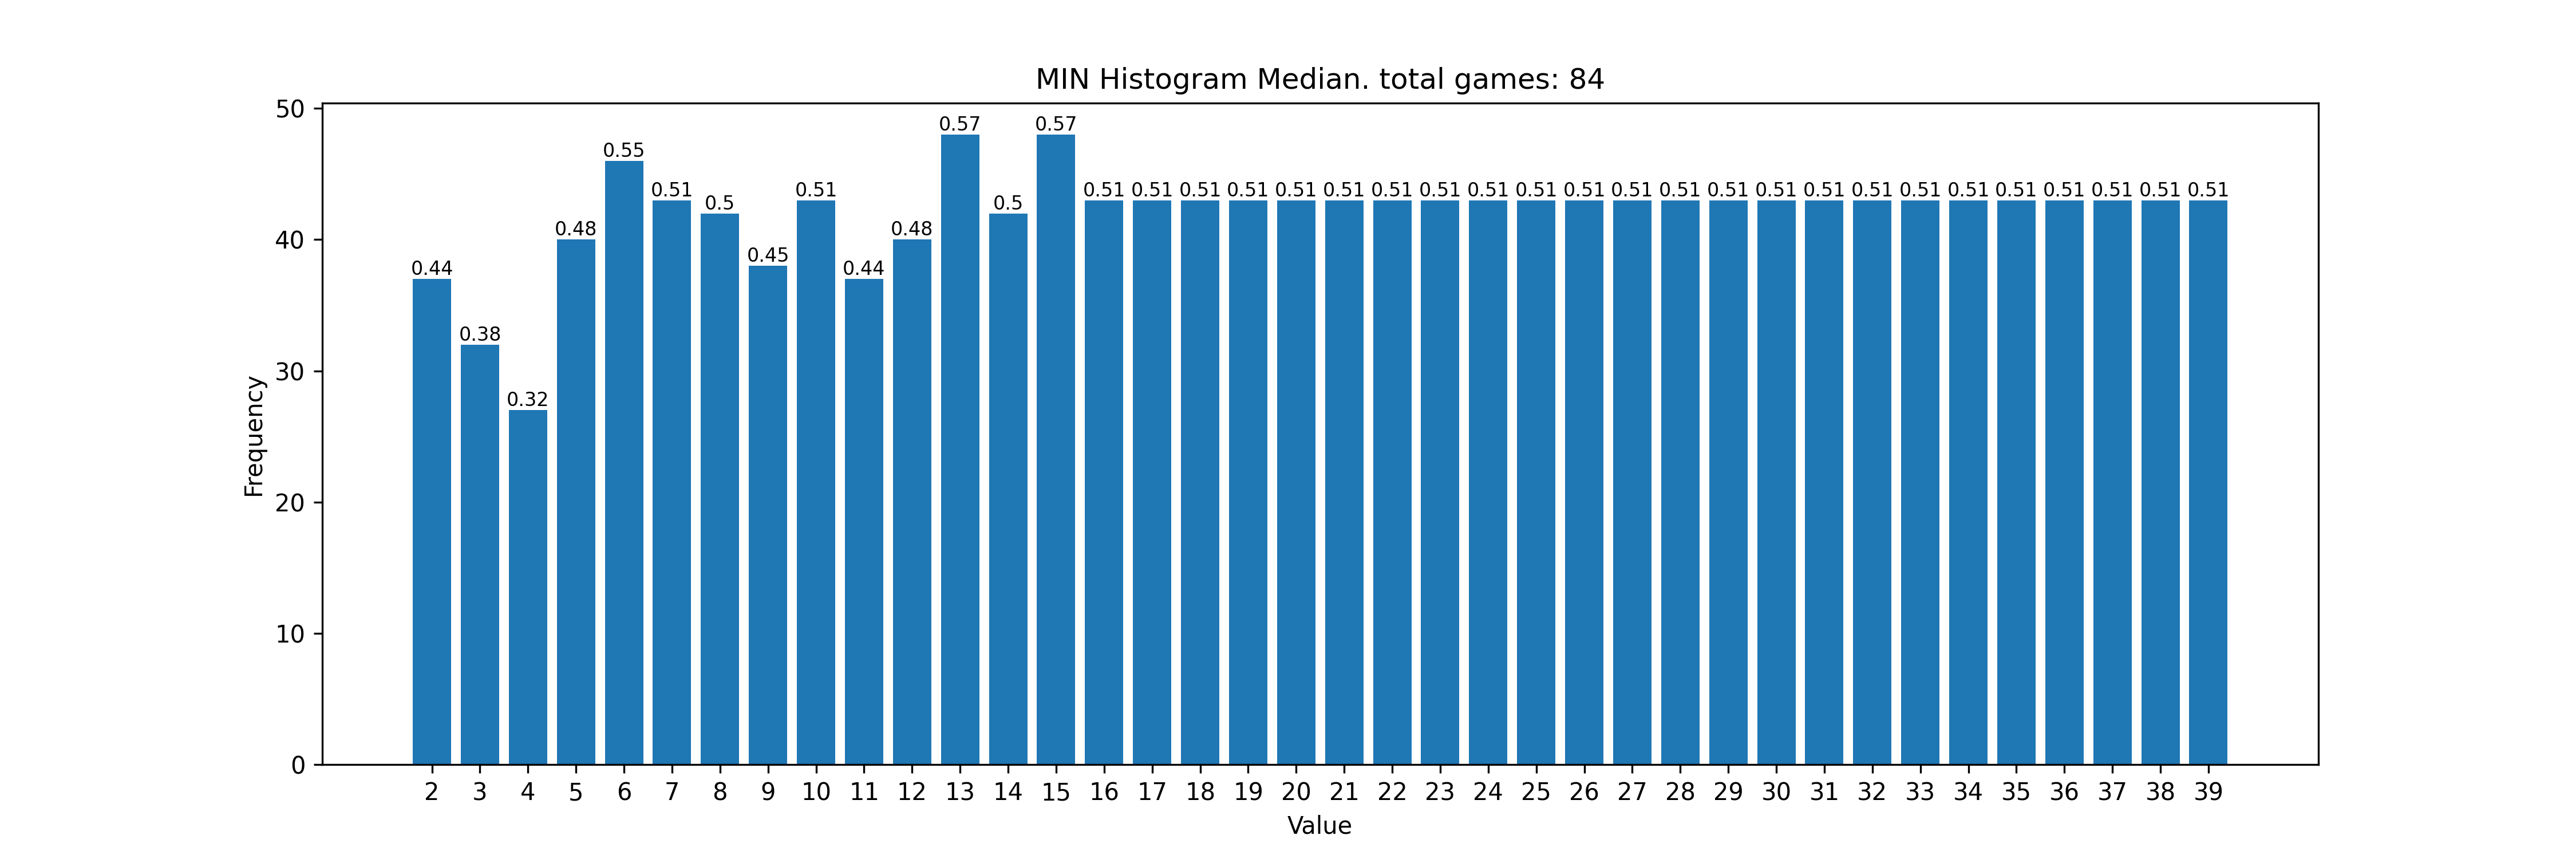 MIN Histogram Median. total games: 84
50
40
30
20
10
0
Frequency
0.44 0.38 0.32 0.48 0.55 0.51 0.5 0.45 0.51 0.44 0.48 0.57 0.5 0.57 0.51 0.51 0.51 0.51 0.51 0.51 0.51 0.51 0.51 0.51 0.51 0.51 0.51 0.51 0.51 0.51 0.51 0.51 0.51 0.51 0.51 0.51 0.51 0.51
2 3 4 5 6 7 8 9 10 11 12 13 14 15 16 17 18 19 20 21 22 23 24 25 26 27 28 29 30 31 32 33 34 35 36 37 38 39
Value